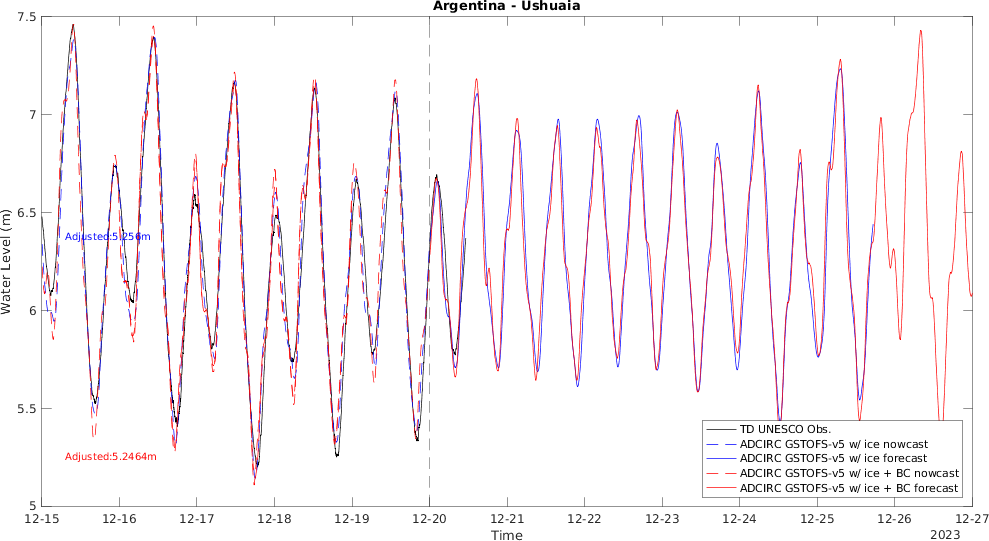 Argentina - Ushuaia
7.5
7
6.5
6
5.5
5
Water Level (m)
Adjusted:5.256m
Adjusted:5.2464m
TD UNESCO Obs.
ADCIRC GSTOFS-v5 w/ ice nowcast
ADCIRC GSTOFS-v5 w/ ice forecast
ADCIRC GSTOFS-v5 w/ ice + BC nowcast
ADCIRC GSTOFS-v5 w/ ice + BC forecast
12-15 12-16 12-17 12-18 12-19 12-20 12-21 12-22 12-23 12-24 12-25 12-26 12-27
Time
2023